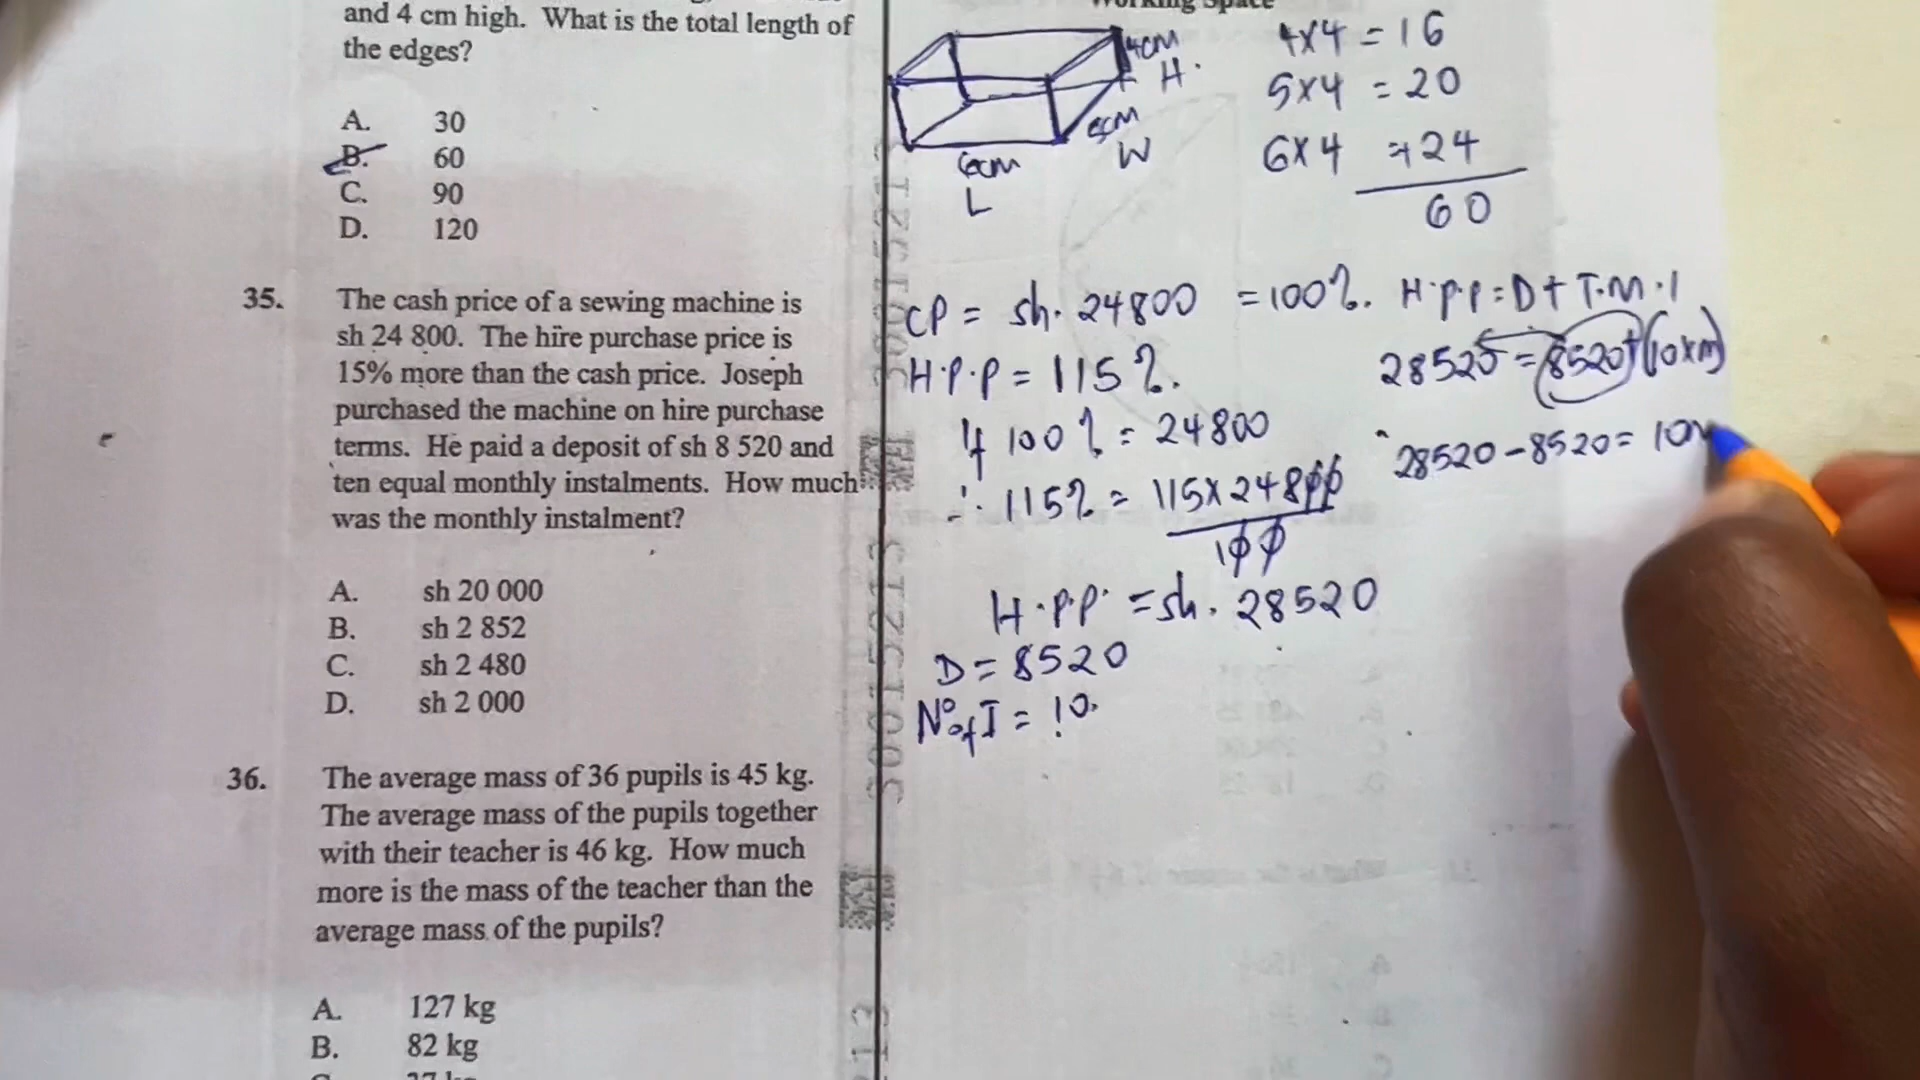 and 4 cm high. What is the total length of
the edges?
A. 30
B. 60
C. 90
D. 120
35. The cash price of a sewing machine is
sh 24 800. The hire purchase price is
15% more than the cash price. Joseph
purchased the machine on hire purchase
terms. He paid a deposit of sh 8 520 and
ten equal monthly instalments. How much
was the monthly instalment?
A. sh 20 000
B. sh 2 852
C. sh 2 480
D. sh 2 000
36. The average mass of 36 pupils is 45 kg.
The average mass of the pupils together
with their teacher is 46 kg. How much
more is the mass of the teacher than the
average mass of the pupils?
A. 127 kg
B. 82 kg
Working Space
4cm
H.
W
6cm
L
4x4 = 16
5x4 = 20
6x4 = +24
60
CP = sh. 24800 = 100%.
H.P.P = 115%.
If 100% = 24800
∴ 115% = 115 x 24800
100
H.P.P. = sh. 28520
D = 8520
No of I = 10.
H.P.P = D + T.M.I
28520 = 8520 + (10xm)
28520 - 8520 = 10